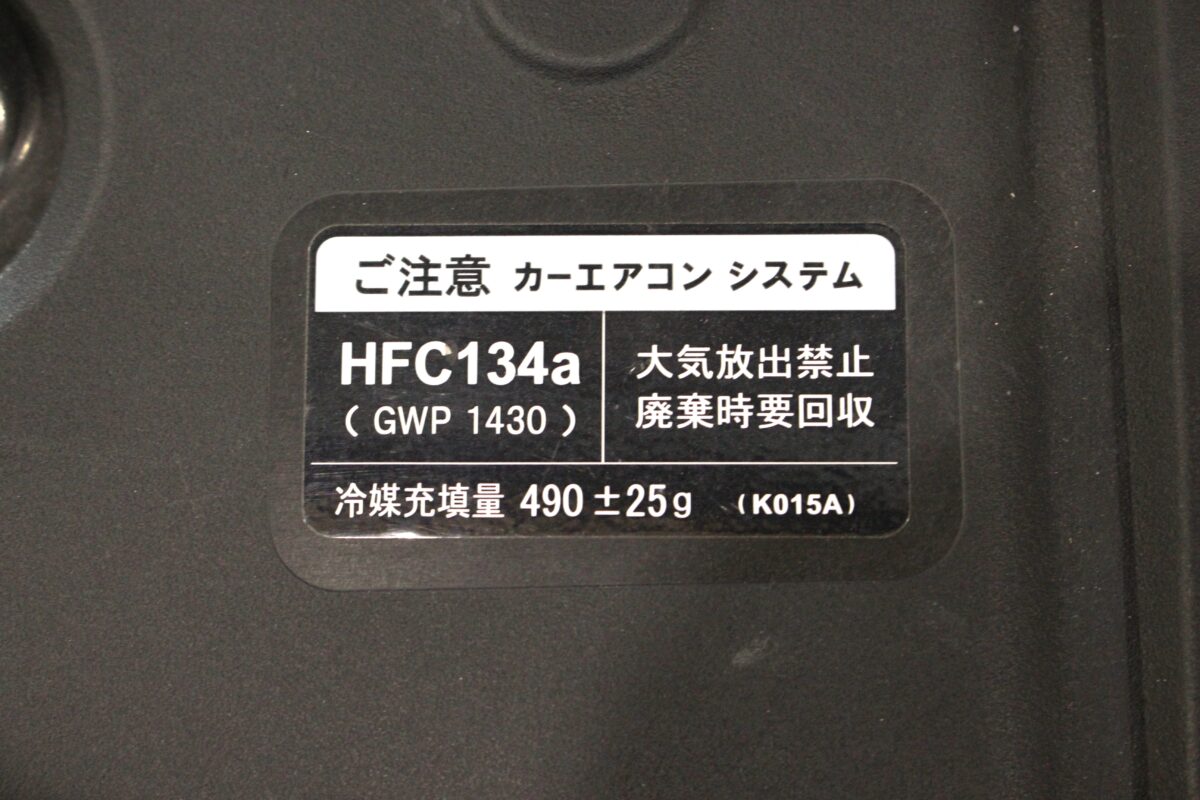 ご注意 カーエアコン システム
HFC134a
( GWP 1430 )
大気放出禁止
廃棄時要回収
冷媒充填量 490 ±25g (K015A)